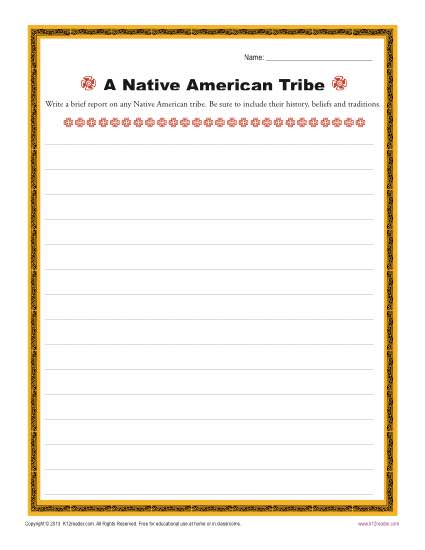 Name: ____________________________
A Native American Tribe
Write a brief report on any Native American tribe. Be sure to include their history, beliefs and traditions.
Copyright © 2013 K12reader.com. All Rights Reserved. Free for educational use at home or in classrooms.
www.k12reader.com